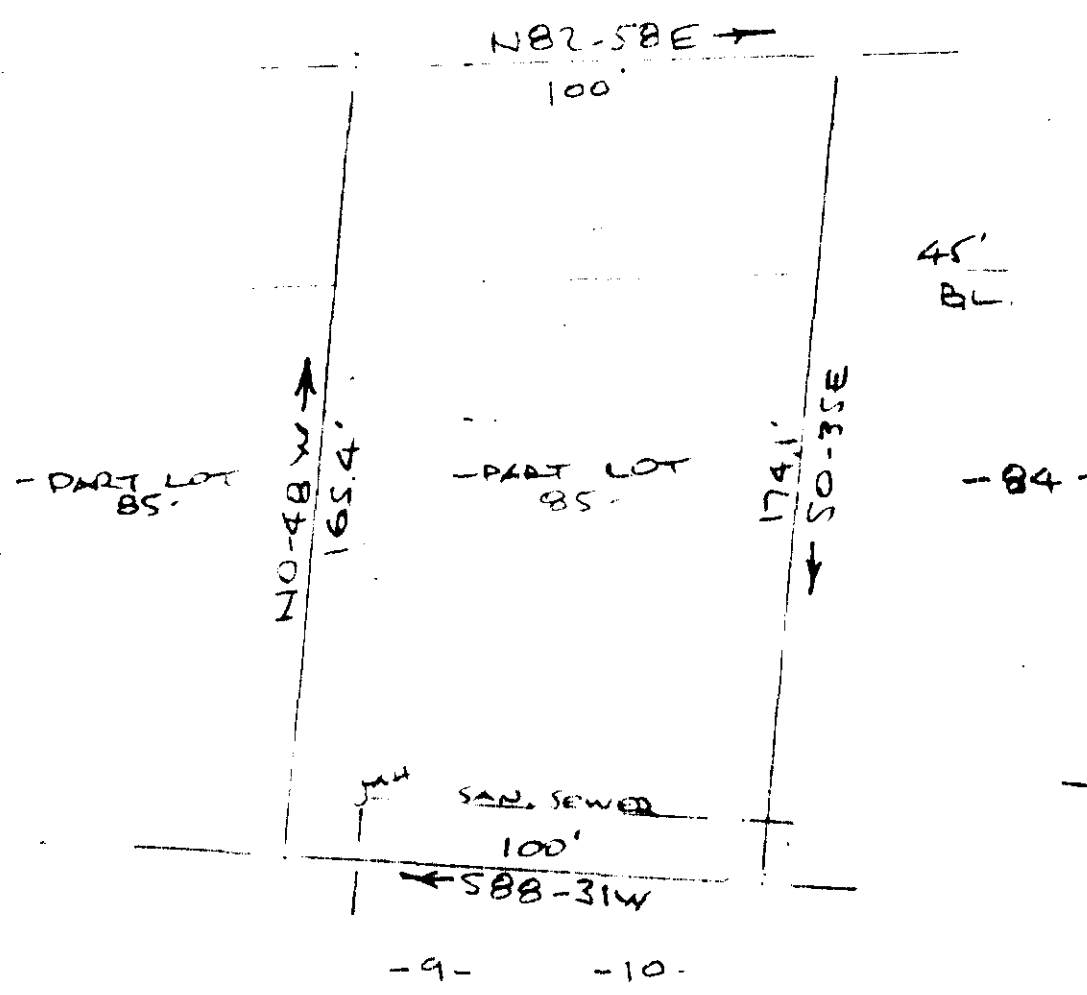 N82-58E
100'
45'
BL.
N0-48W
165.4'
174.1'
S0-35E
-PART LOT
85-
-PART LOT
85-
-84-
MH
SAN. SEWER
100'
S88-31W
-9-
-10-